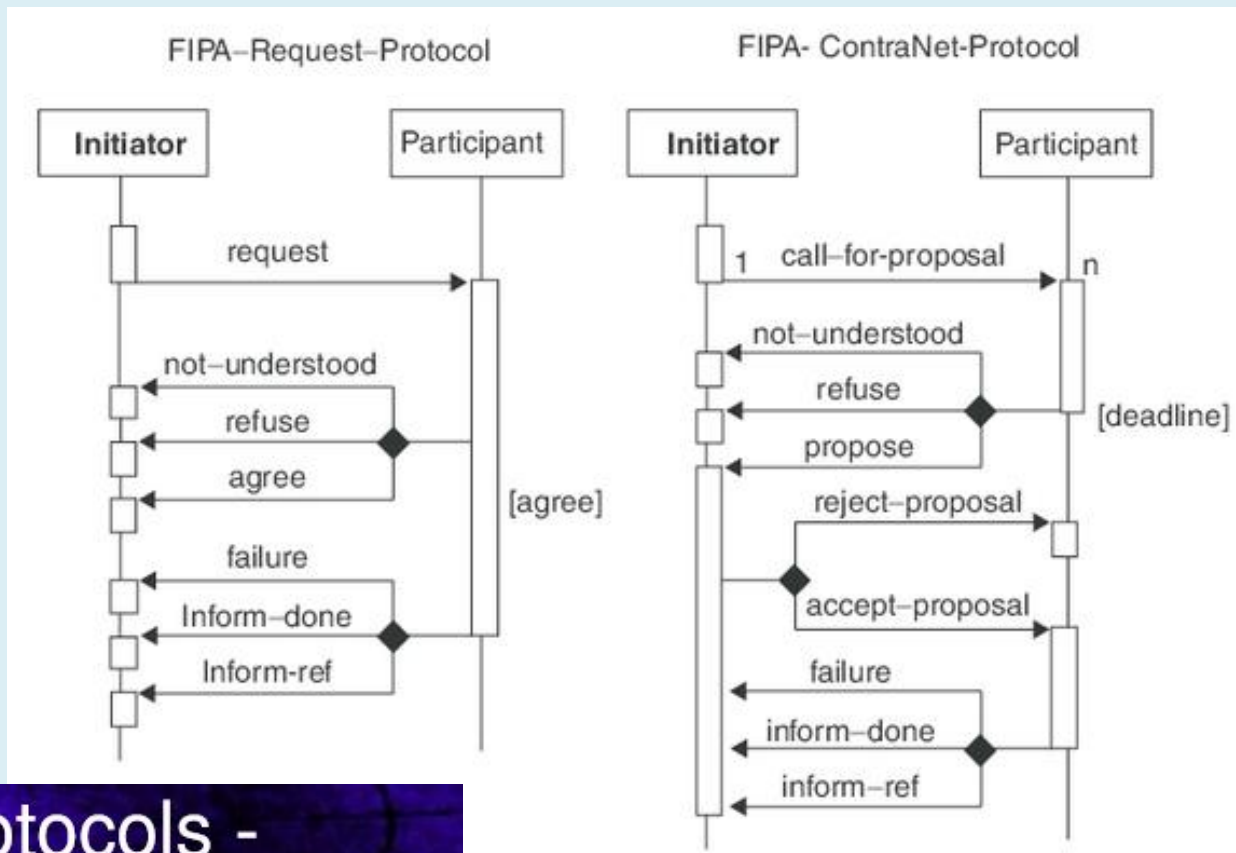 FIPA–Request–Protocol
Initiator
Participant
request
not–understood
refuse
agree
[agree]
failure
Inform–done
Inform-ref
FIPA- ContraNet-Protocol
Initiator
Participant
1
call–for-proposal
n
not–understood
refuse
[deadline]
propose
reject–proposal
accept–proposal
failure
inform–done
inform–ref
otocols -